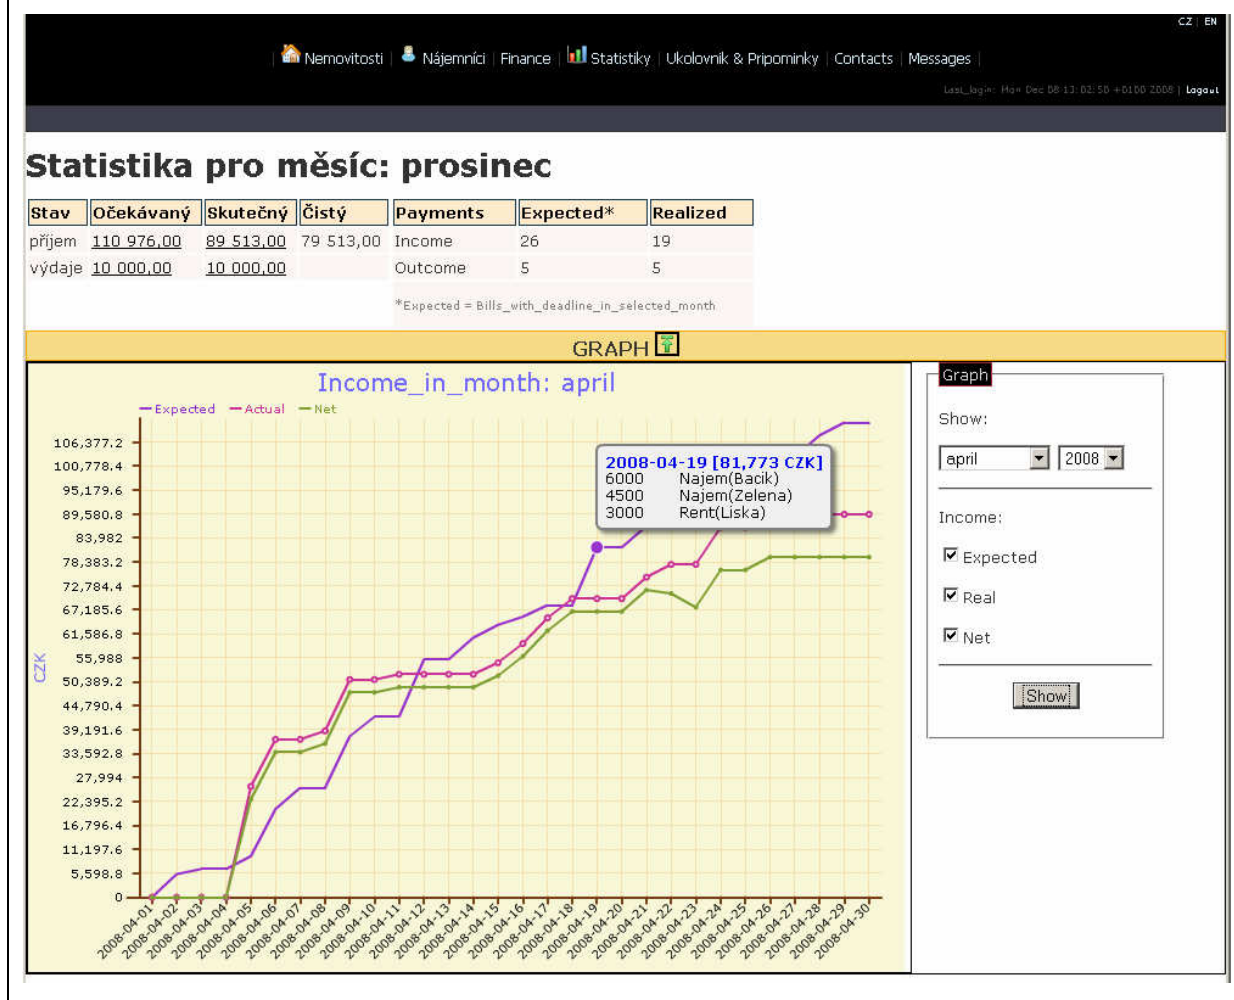 CZ | EN
Nemovitosti | Nájemníci | Finance | Statistiky | Ukolovnik & Pripominky | Contacts | Messages
Last_login: Mon Dec 08 13:02:50 +0100 2008 | Logout
Statistika pro měsíc: prosinec
Stav Očekávaný Skutečný Čistý Payments Expected* Realized
příjem 110 976,00 89 513,00 79 513,00 Income 26 19
výdaje 10 000,00 10 000,00 Outcome 5 5
*Expected = Bills_with_deadline_in_selected_month
GRAPH
Income_in_month: april
Expected Actual Net
106,377.2
100,778.4
95,179.6
89,580.8
83,982
78,383.2
72,784.4
67,185.6
61,586.8
55,988
50,389.2
44,790.4
39,191.6
33,592.8
27,994
22,395.2
16,796.4
11,197.6
5,598.8
0
CZK
2008-04-19 [81,773 CZK]
6000 Najem(Bacik)
4500 Najem(Zelena)
3000 Rent(Liska)
2008-04-01
2008-04-02
2008-04-03
2008-04-04
2008-04-05
2008-04-06
2008-04-07
2008-04-08
2008-04-09
2008-04-10
2008-04-11
2008-04-12
2008-04-13
2008-04-14
2008-04-15
2008-04-16
2008-04-17
2008-04-18
2008-04-19
2008-04-20
2008-04-21
2008-04-22
2008-04-23
2008-04-24
2008-04-25
2008-04-26
2008-04-27
2008-04-28
2008-04-29
2008-04-30
Graph
Show:
april 2008
Income:
Expected
Real
Net
Show